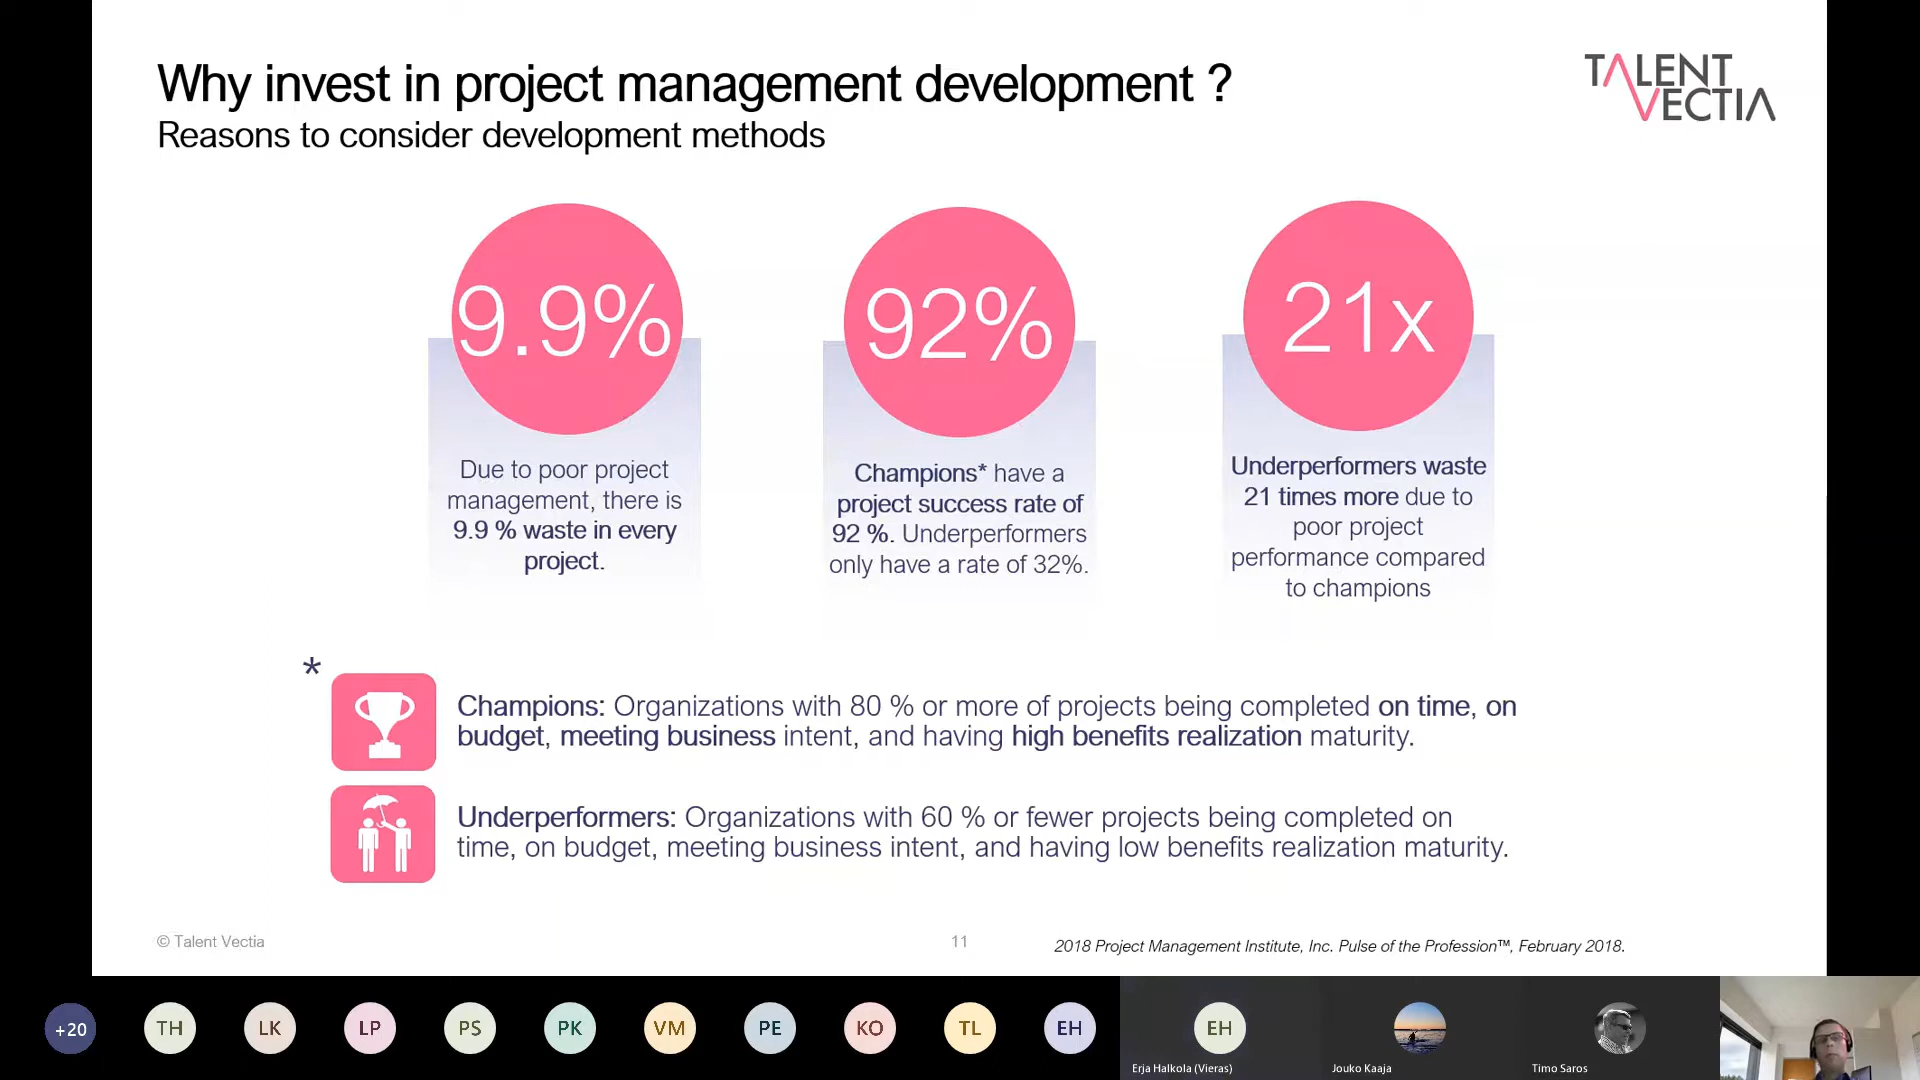 Why invest in project management development ?
Reasons to consider development methods
TALENT
VECTIA
9.9%
Due to poor project
management, there is
9.9 % waste in every
project.
92%
Champions* have a
project success rate of
92 %. Underperformers
only have a rate of 32%.
21x
Underperformers waste
21 times more due to
poor project
performance compared
to champions
*
Champions: Organizations with 80 % or more of projects being completed on time, on
budget, meeting business intent, and having high benefits realization maturity.
Underperformers: Organizations with 60 % or fewer projects being completed on
time, on budget, meeting business intent, and having low benefits realization maturity.
© Talent Vectia
11
2018 Project Management Institute, Inc. Pulse of the Profession™, February 2018.
+20
TH
LK
LP
PS
PK
VM
PE
KO
TL
EH
EH
Erja Halkola (Vieras)
Jouko Kaaja
Timo Saros